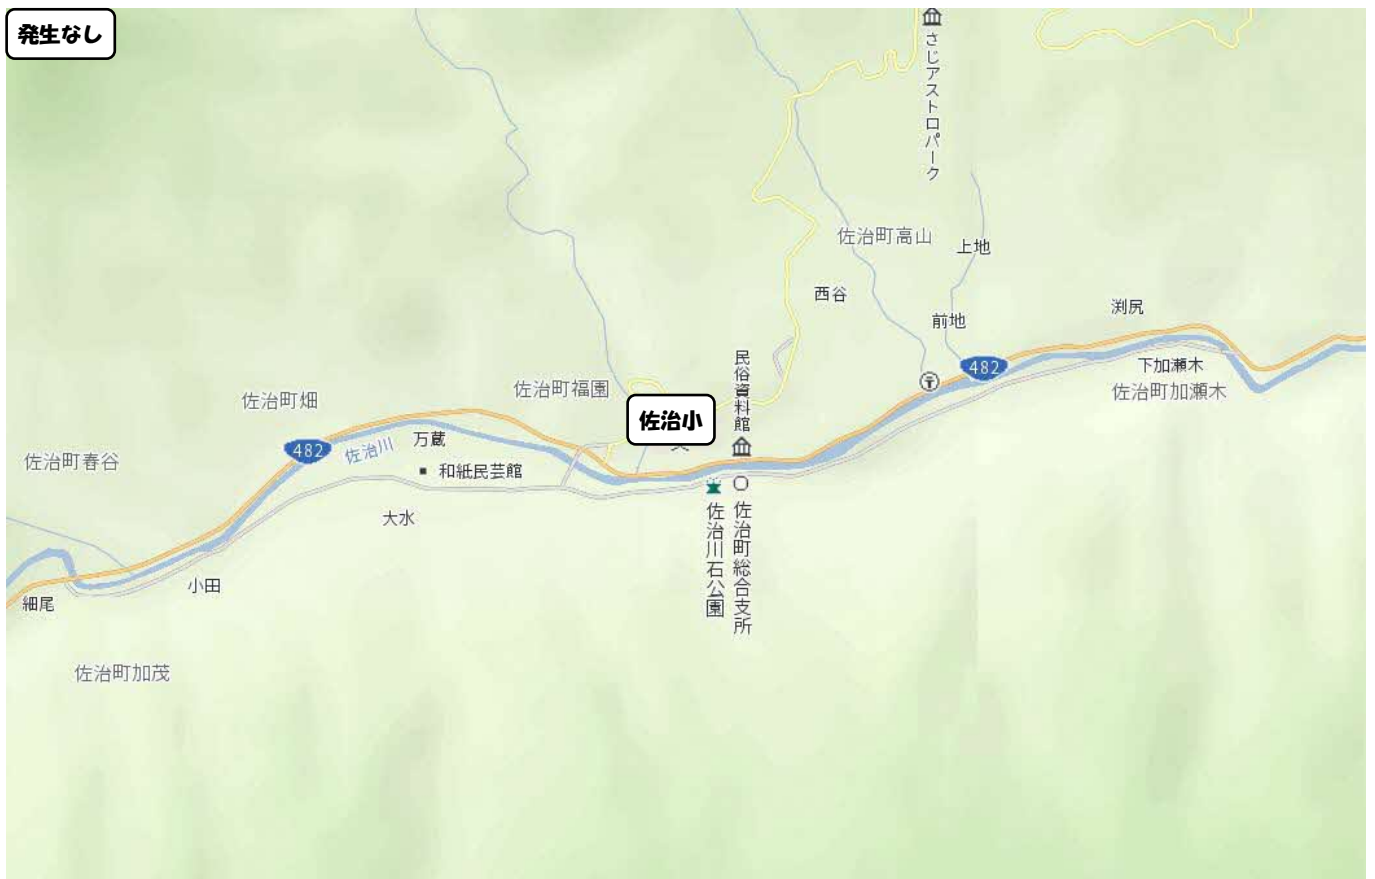 発生なし
さじアストロパーク
佐治町高山
上地
西谷
前地
渕尻
482
下加瀬木
佐治町加瀬木
民俗資料館
佐治町福園
佐治町畑
佐治小
482
佐治川
万蔵
佐治町春谷
和紙民芸館
大水
佐治川石公園
佐治町総合支所
小田
細尾
佐治町加茂